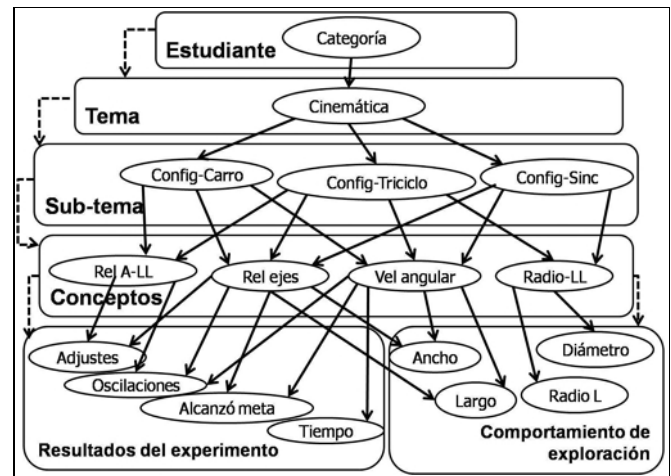 Categoría
Estudiante
Cinemática
Tema
Config-Carro
Config-Triciclo
Config-Sinc
Sub-tema
Rel A-LL
Rel ejes
Vel angular
Radio-LL
Conceptos
Adjustes
Ancho
Diámetro
Oscilaciones
Alcanzó meta
Largo
Radio L
Tiempo
Resultados del experimento
Comportamiento de
exploración